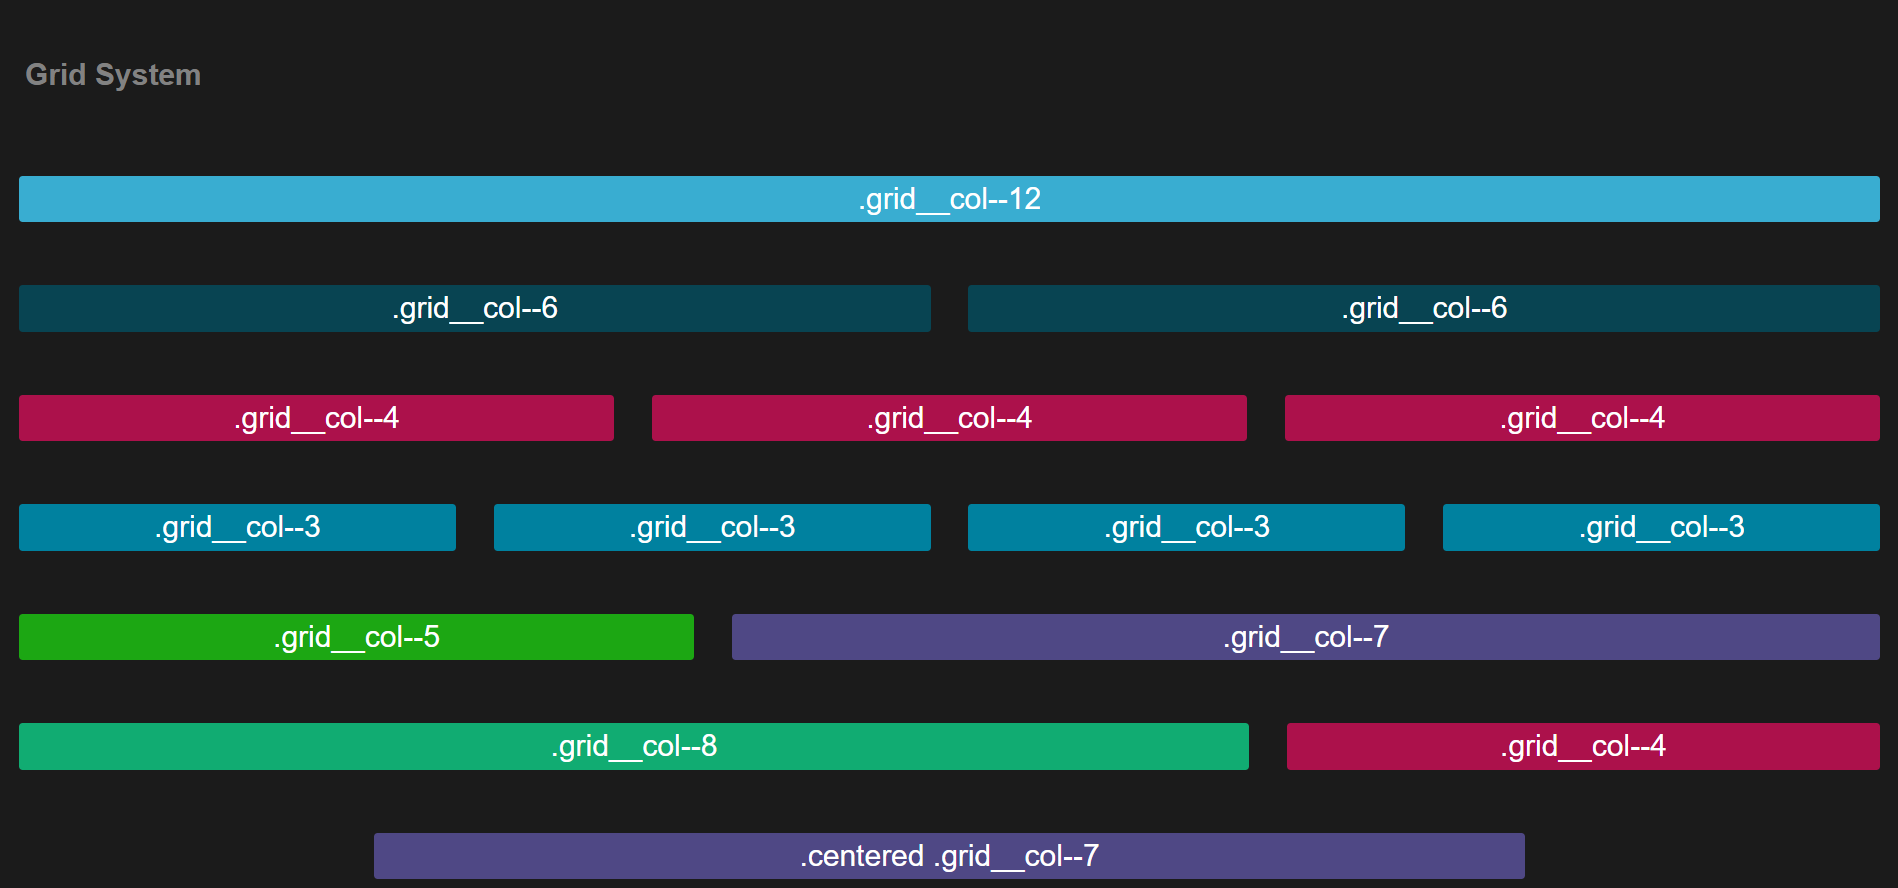 Grid System
.grid__col--12
.grid__col--6 .grid__col--6
.grid__col--4 .grid__col--4 .grid__col--4
.grid__col--3 .grid__col--3 .grid__col--3 .grid__col--3
.grid__col--5 .grid__col--7
.grid__col--8 .grid__col--4
.centered .grid__col--7